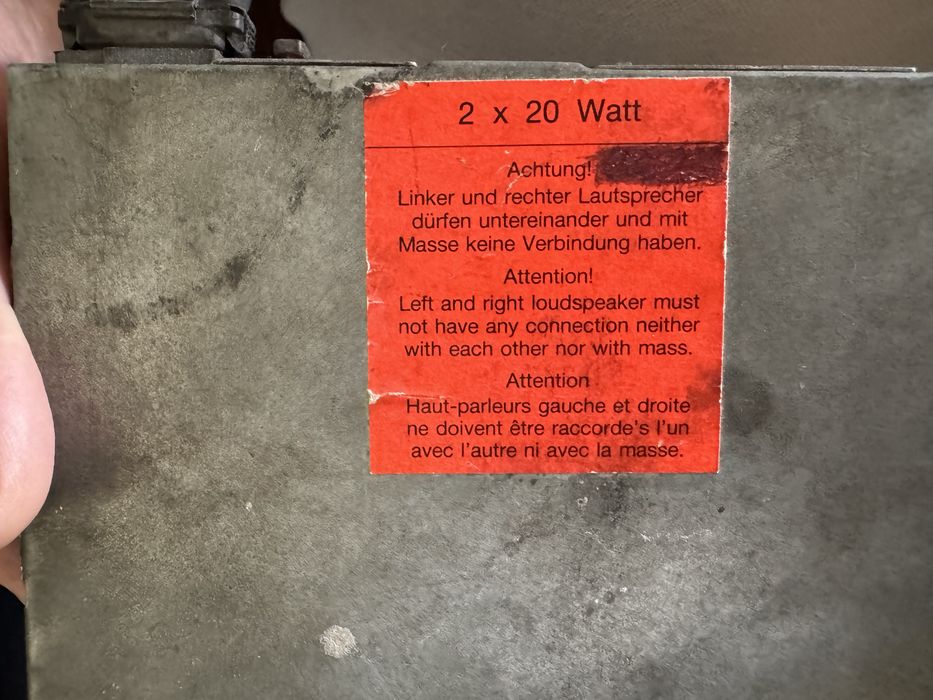 2 x 20 Watt
Achtung!
Linker und rechter Lautsprecher
dürfen untereinander und mit
Masse keine Verbindung haben.
Attention!
Left and right loudspeaker must
not have any connection neither
with each other nor with mass.
Attention
Haut-parleurs gauche et droite
ne doivent être raccorde's l'un
avec l'autre ni avec la masse.